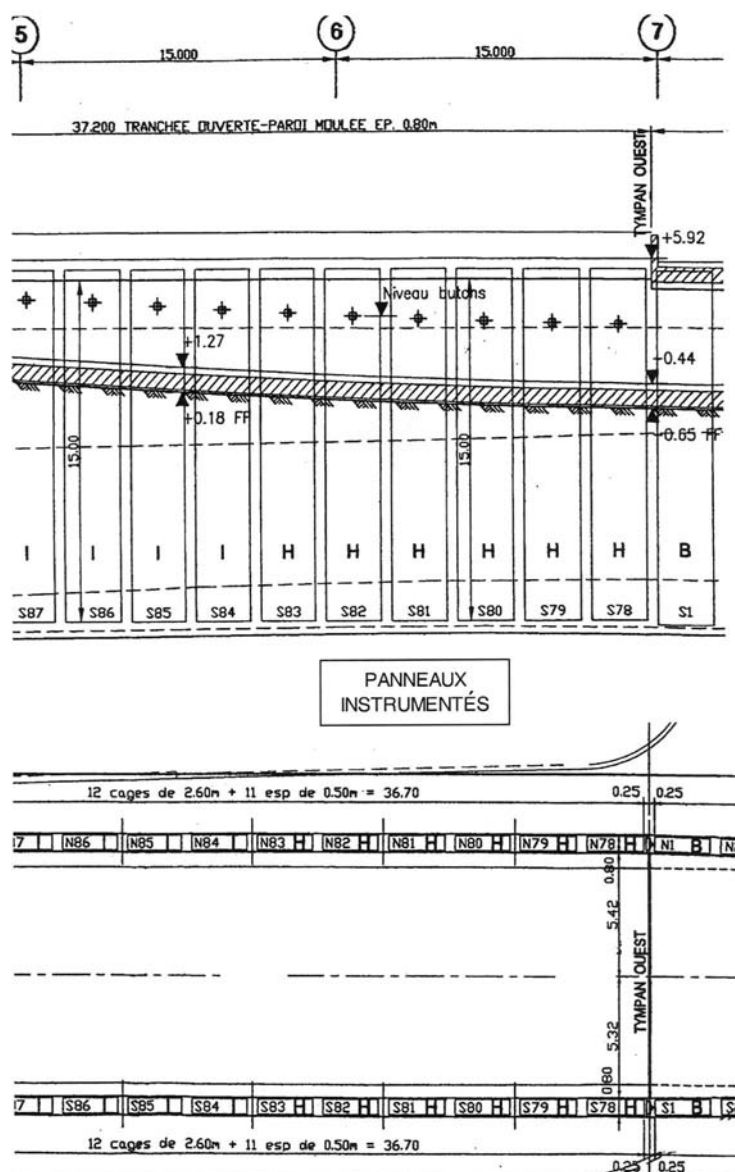 5 6 7
15.000 15.000
37.200 TRANCHEE OUVERTE-PAROI MOULEE EP. 0.80m
TYMPAN OUEST
+5.92
Niveau butons
+1.27
+0.44
+0.18 FF
-0.65 FF
15.00 15.00
I I I I H H H H H H B
S87 S86 S85 S84 S83 S82 S81 S80 S79 S78 S1
PANNEAUX
INSTRUMENTÉS
12 cages de 2.60m + 11 esp de 0.50m = 36.70
0.25 0.25
N86 I N85 I N84 I N83 H N82 H N81 H N80 H N79 H N78 H N1 B
0.80
5.42
TYMPAN OUEST
5.32
0.80
S86 I S85 I S84 I S83 H S82 H S81 H S80 H S79 H S78 H S1 B
12 cages de 2.60m + 11 esp de 0.50m = 36.70
0.25 0.25